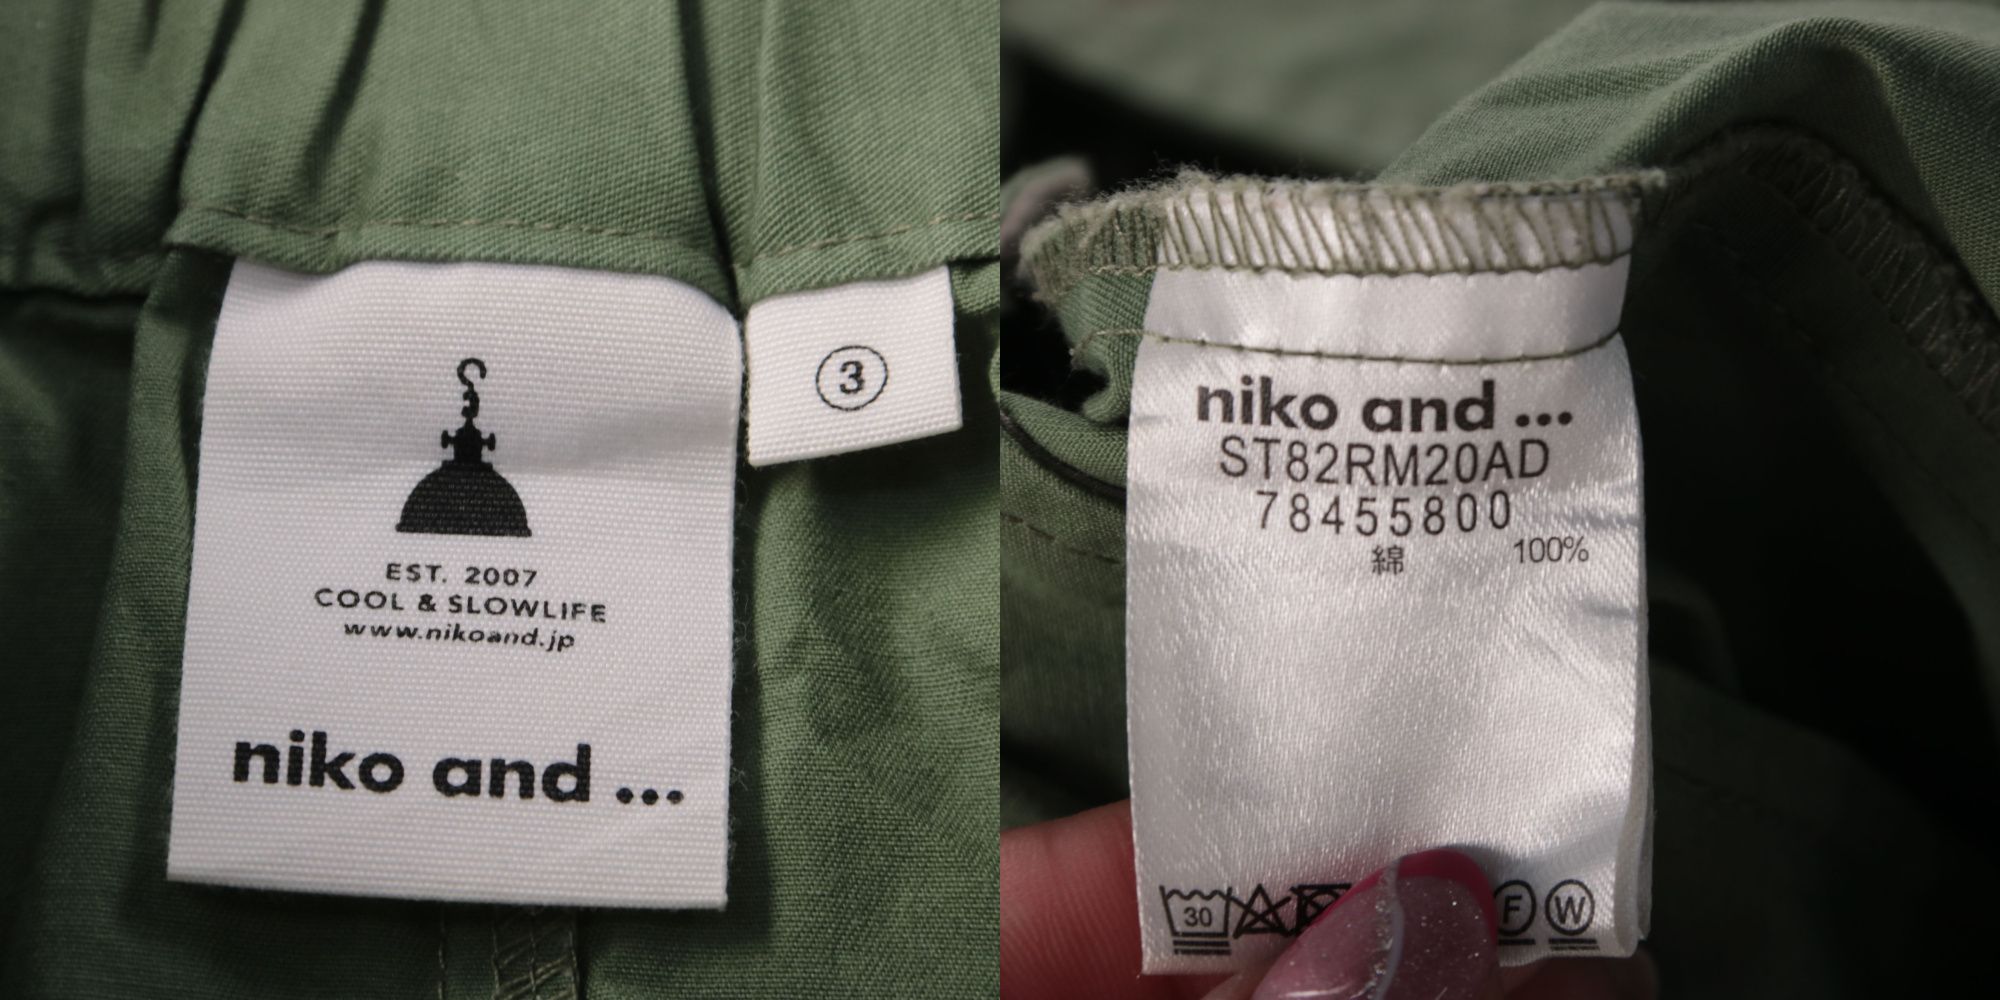 EST. 2007
COOL & SLOWLIFE
www.nikoand.jp
niko and ...
3
niko and ...
ST82RM20AD
78455800
綿 100%
30 F W